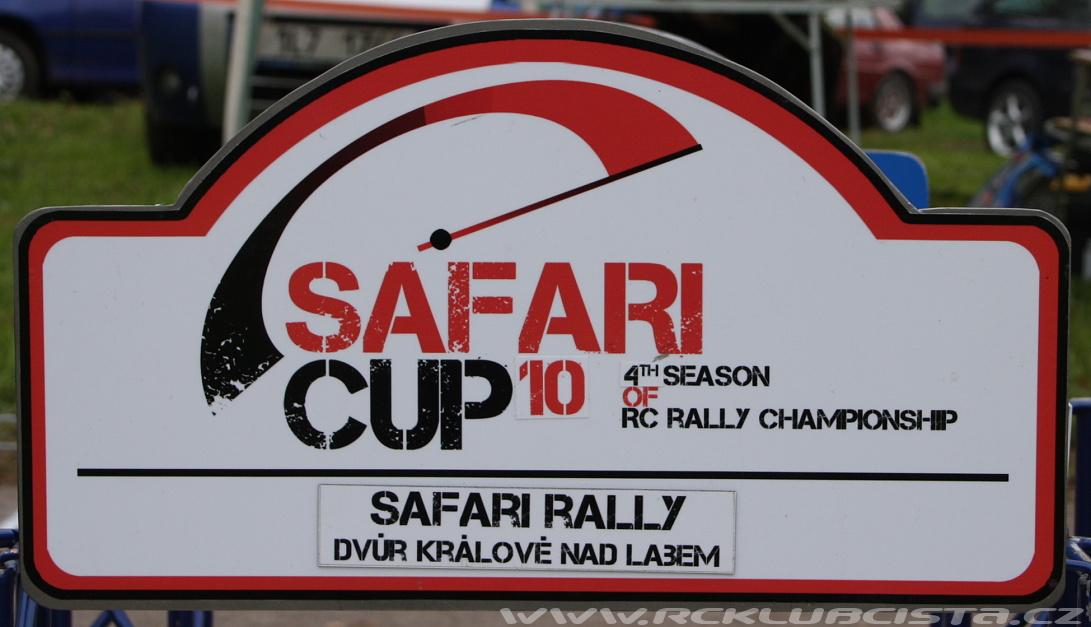 SAFARI
CUP 10
4TH SEASON
OF
RC RALLY CHAMPIONSHIP
SAFARI RALLY
DVŮR KRÁLOVÉ NAD LABEM
WWW.RCKLUBCISTA.CZ